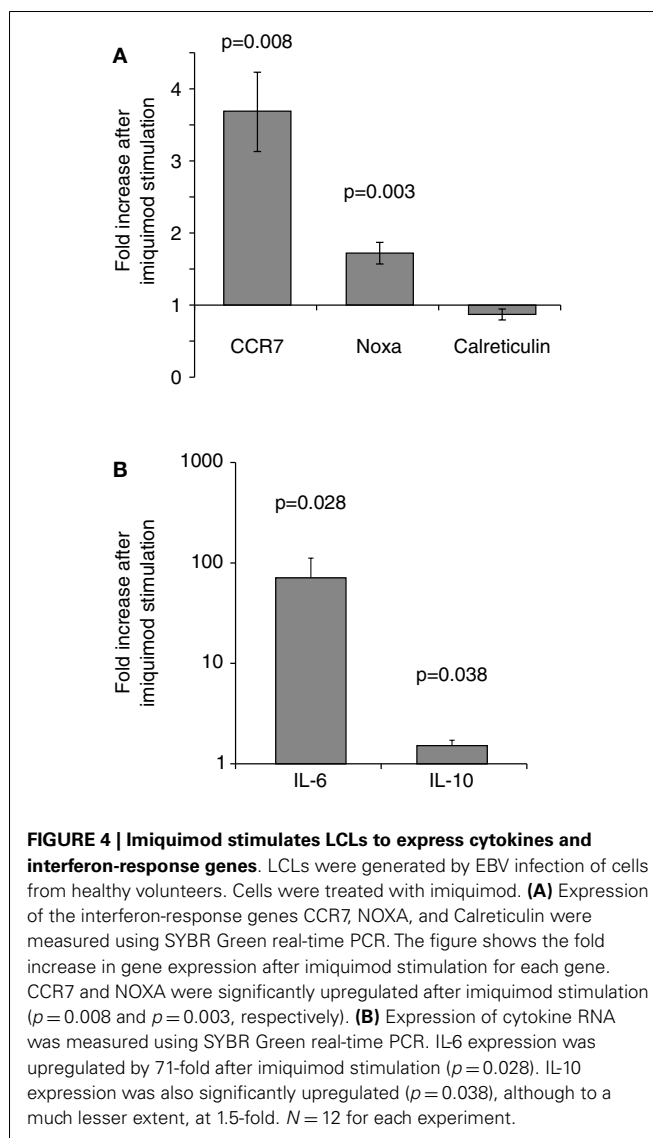 A
p=0.008
4
3
2
1
0
Fold increase after
imiquimod stimulation
p=0.003
CCR7 Noxa Calreticulin
B
1000
100
10
1
Fold increase after
imiquimod stimulation
p=0.028
p=0.038
IL-6 IL-10
FIGURE 4 | Imiquimod stimulates LCLs to express cytokines and
interferon-response genes. LCLs were generated by EBV infection of cells
from healthy volunteers. Cells were treated with imiquimod. (A) Expression
of the interferon-response genes CCR7, NOXA, and Calreticulin were
measured using SYBR Green real-time PCR. The figure shows the fold
increase in gene expression after imiquimod stimulation for each gene.
CCR7 and NOXA were significantly upregulated after imiquimod stimulation
(p = 0.008 and p = 0.003, respectively). (B) Expression of cytokine RNA
was measured using SYBR Green real-time PCR. IL-6 expression was
upregulated by 71-fold after imiquimod stimulation (p = 0.028). IL-10
expression was also significantly upregulated (p = 0.038), although to a
much lesser extent, at 1.5-fold. N = 12 for each experiment.